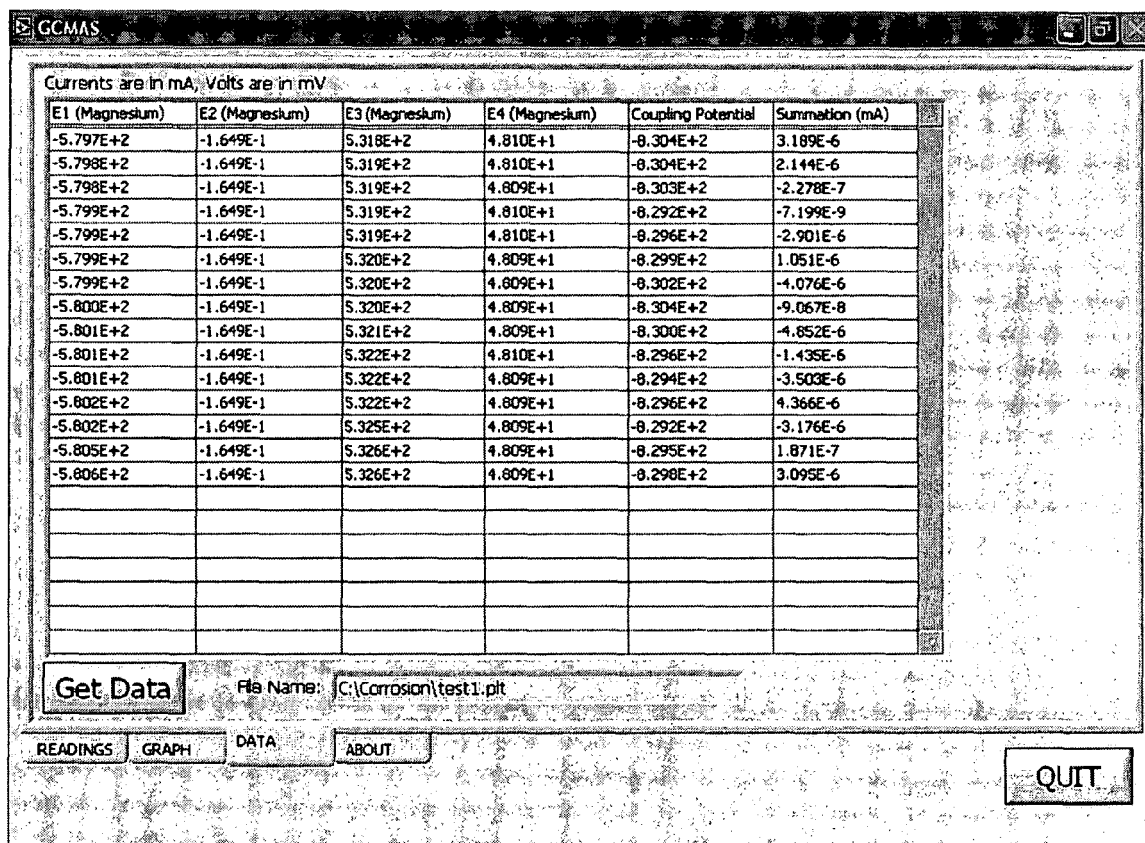 GCMAS
Currents are in mA, Volts are in mV
E1 (Magnesium) E2 (Magnesium) E3 (Magnesium) E4 (Magnesium) Coupling Potential Summation (mA)
-5.797E+2 -1.649E-1 5.318E+2 4.810E+1 -8.304E+2 3.189E-6
-5.798E+2 -1.649E-1 5.319E+2 4.810E+1 -8.304E+2 2.144E-6
-5.798E+2 -1.649E-1 5.319E+2 4.809E+1 -8.303E+2 -2.278E-7
-5.799E+2 -1.649E-1 5.319E+2 4.810E+1 -8.292E+2 -7.199E-9
-5.799E+2 -1.649E-1 5.319E+2 4.810E+1 -8.296E+2 -2.901E-6
-5.799E+2 -1.649E-1 5.320E+2 4.809E+1 -8.299E+2 1.051E-6
-5.799E+2 -1.649E-1 5.320E+2 4.809E+1 -8.302E+2 -4.076E-6
-5.800E+2 -1.649E-1 5.320E+2 4.809E+1 -8.304E+2 -9.067E-8
-5.801E+2 -1.649E-1 5.321E+2 4.809E+1 -8.300E+2 -4.852E-6
-5.801E+2 -1.649E-1 5.322E+2 4.810E+1 -8.296E+2 -1.435E-6
-5.801E+2 -1.649E-1 5.322E+2 4.809E+1 -8.294E+2 -3.503E-6
-5.802E+2 -1.649E-1 5.322E+2 4.809E+1 -8.296E+2 4.366E-6
-5.802E+2 -1.649E-1 5.325E+2 4.809E+1 -8.292E+2 -3.176E-6
-5.805E+2 -1.649E-1 5.326E+2 4.809E+1 -8.295E+2 1.871E-7
-5.806E+2 -1.649E-1 5.326E+2 4.809E+1 -8.298E+2 3.095E-6
Get Data File Name: C:\Corrosion\test1.plt
READINGS GRAPH DATA ABOUT
QUIT